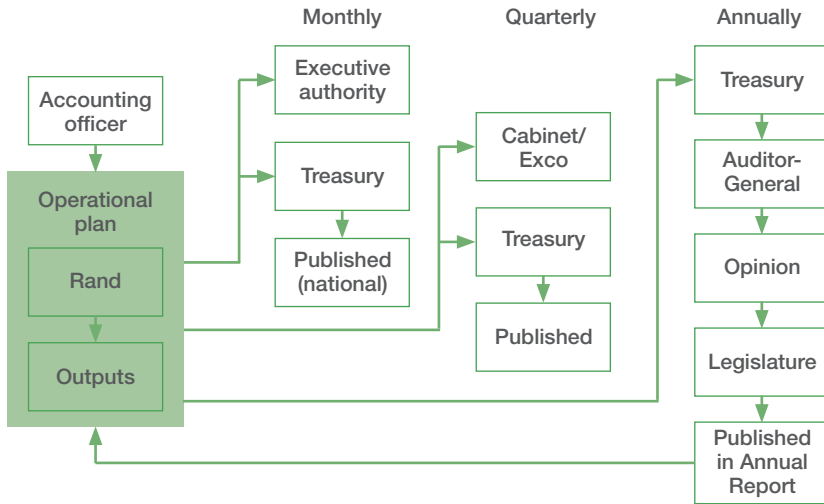 Monthly
Quarterly
Annually
Accounting
officer
Operational
plan
Rand
Outputs
Executive
authority
Treasury
Published
(national)
Cabinet/
Exco
Treasury
Published
Treasury
Auditor-
General
Opinion
Legislature
Published
in Annual
Report